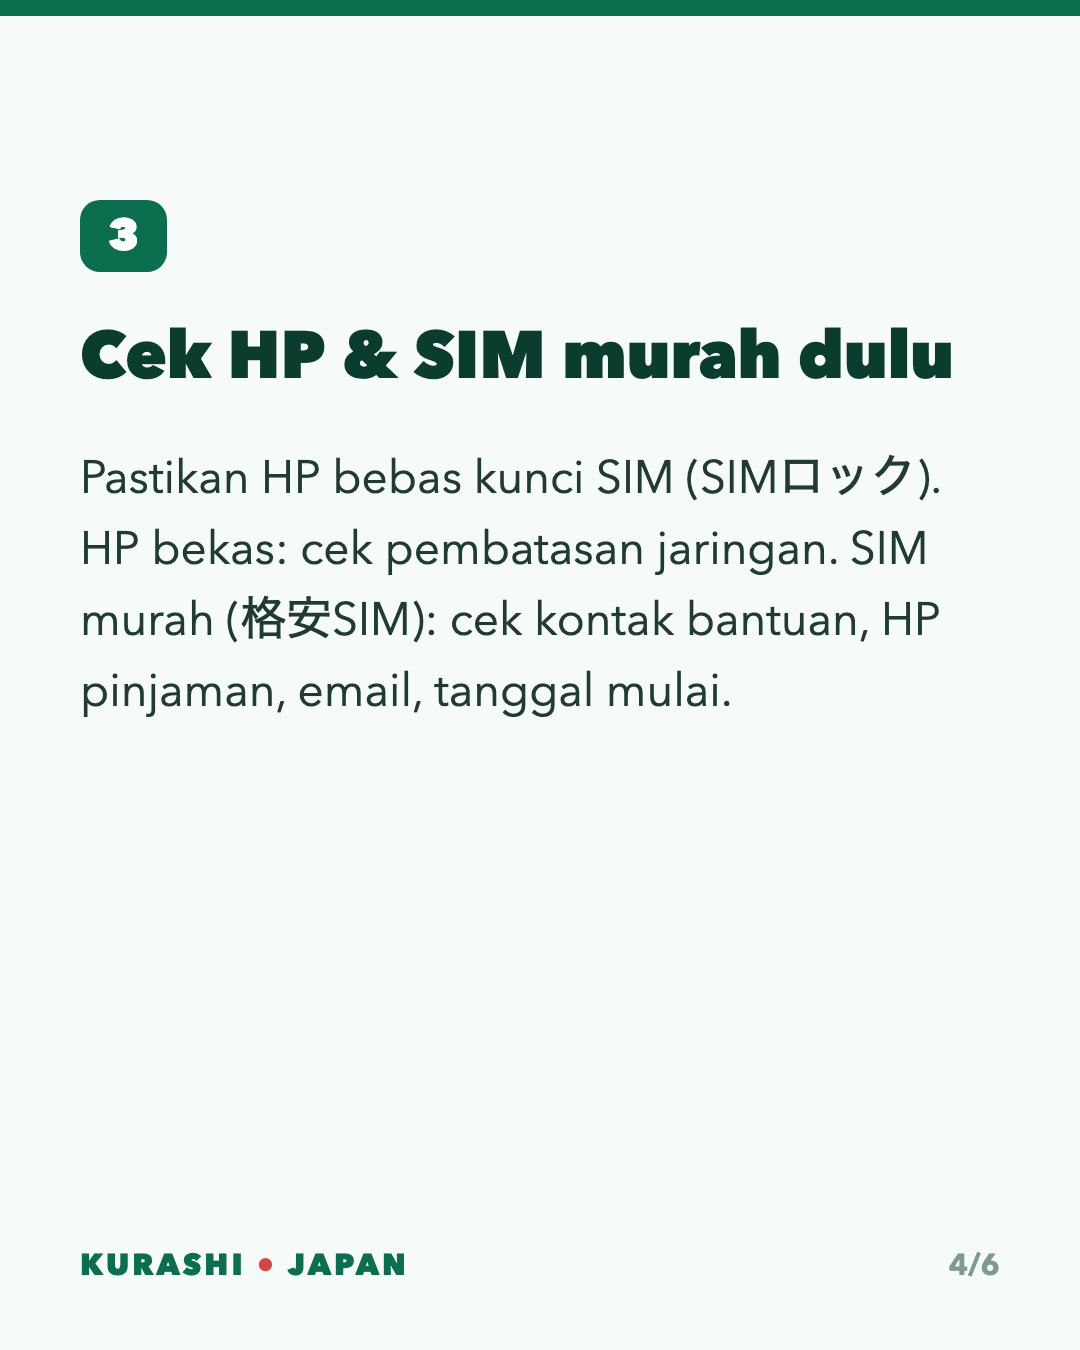 3
Cek HP & SIM murah dulu
Pastikan HP bebas kunci SIM (SIMロック).
HP bekas: cek pembatasan jaringan. SIM
murah (格安SIM): cek kontak bantuan, HP
pinjaman, email, tanggal mulai.
KURASHI • JAPAN
4/6